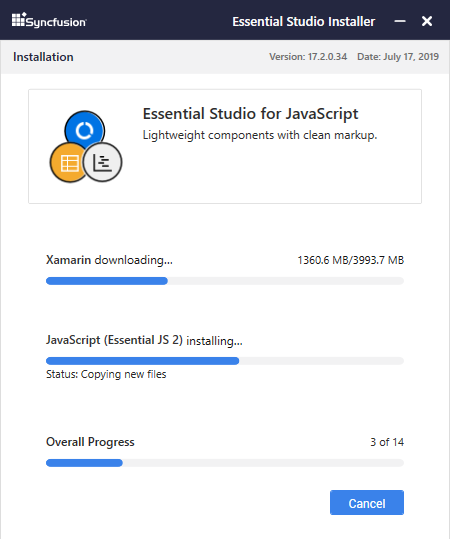 Syncfusion® Essential Studio Installer
Installation Version: 17.2.0.34 Date: July 17, 2019
Essential Studio for JavaScript
Lightweight components with clean markup.
Xamarin downloading... 1360.6 MB/3993.7 MB
JavaScript (Essential JS 2) installing...
Status: Copying new files
Overall Progress 3 of 14
Cancel